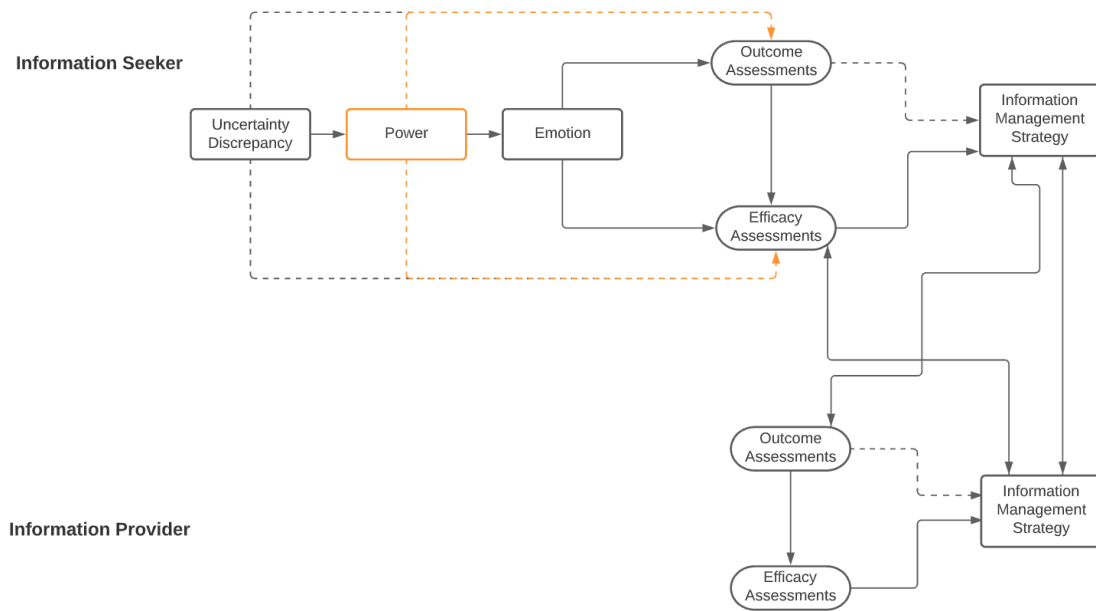 Information Seeker
Outcome
Assessments
Uncertainty
Discrepancy
Power
Emotion
Information
Management
Strategy
Efficacy
Assessments
Information Provider
Outcome
Assessments
Information
Management
Strategy
Efficacy
Assessments